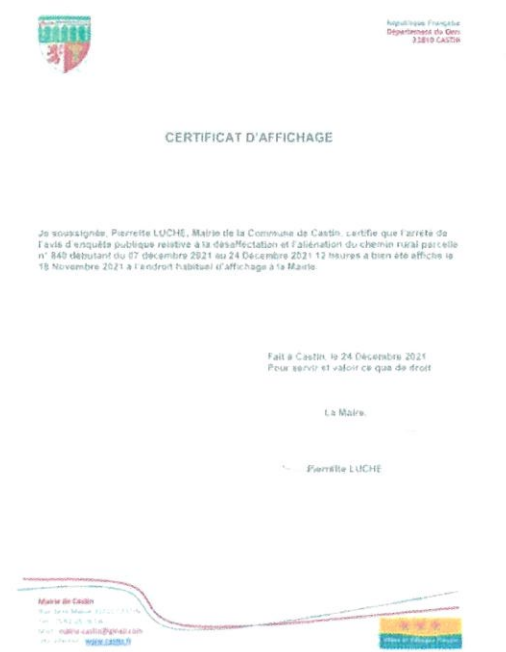 République Française
Département du Gers
32810 CASTIN
CERTIFICAT D'AFFICHAGE
Je soussignée, Pierrette LUCHE, Mairie de la Commune de Castin, certifie que l'arrêté de
l'avis d'enquête publique relative à la désaffectation et l'aliénation du chemin rural parcelle
n° 840 débutant du 07 décembre 2021 au 24 Décembre 2021 12 heures a bien été affiché le
18 Novembre 2021 à l'endroit habituel d'affichage à la Mairie.
Fait à Castin, le 24 Décembre 2021
Pour servir et valoir ce que de droit
La Maire,
Pierrette LUCHE
Mairie de Castin
www.castin.fr